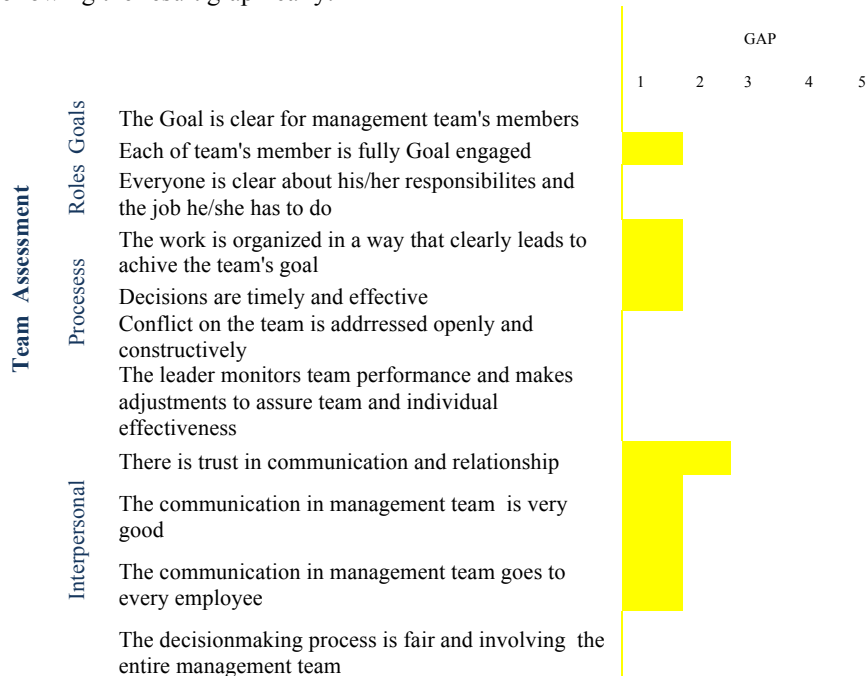 GAP
1 2 3 4 5
Team Assessment
Goals
The Goal is clear for management team's members
Each of team's member is fully Goal engaged
Roles
Everyone is clear about his/her responsibilites and
the job he/she has to do
Procesess
The work is organized in a way that clearly leads to
achive the team's goal
Decisions are timely and effective
Conflict on the team is addrressed openly and
constructively
The leader monitors team performance and makes
adjustments to assure team and individual
effectiveness
Interpersonal
There is trust in communication and relationship
The communication in management team is very
good
The communication in management team goes to
every employee
The decisionmaking process is fair and involving the
entire management team